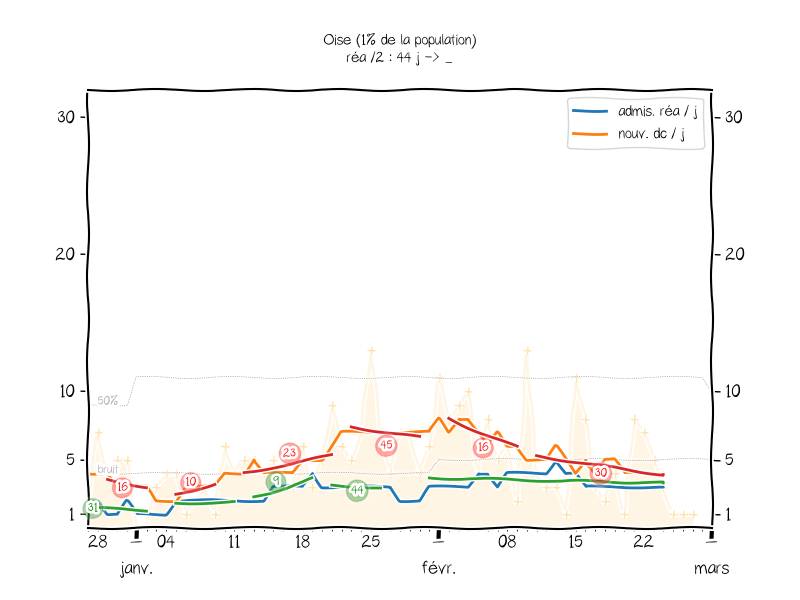 Oise (1% de la population)
réa /2 : 44 j -> _
admis. réa / j
nouv. dc / j
30 30
20 20
10 10
5 5
1 1
50%
bruit
31 16 10 23 9 45 44 16 30
28 04 11 18 25 08 15 22
janv. févr. mars